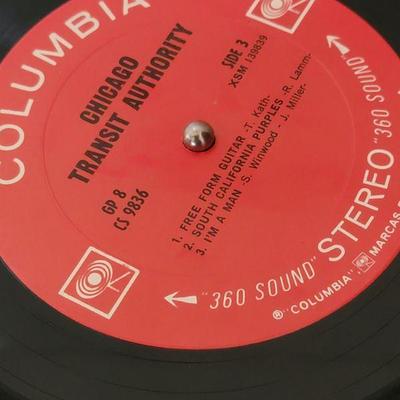 COLUMBIA
CHICAGO
TRANSIT AUTHORITY
SIDE 3
XSM 139839
GP 8
CS 9836
1. FREE FORM GUITAR -T. Kath-
2. SOUTH CALIFORNIA PURPLES -R. Lamm-
3. I'M A MAN -S. Winwood - J. Miller-
"360 SOUND" STEREO "360 SOUND"
® "COLUMBIA", MARCAS